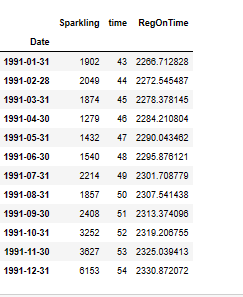 Sparkling time RegOnTime
Date
1991-01-31 1902 43 2266.712828
1991-02-28 2049 44 2272.545487
1991-03-31 1874 45 2278.378145
1991-04-30 1279 46 2284.210804
1991-05-31 1432 47 2290.043462
1991-06-30 1540 48 2295.876121
1991-07-31 2214 49 2301.708779
1991-08-31 1857 50 2307.541438
1991-09-30 2408 51 2313.374096
1991-10-31 3252 52 2319.206755
1991-11-30 3627 53 2325.039413
1991-12-31 6153 54 2330.872072